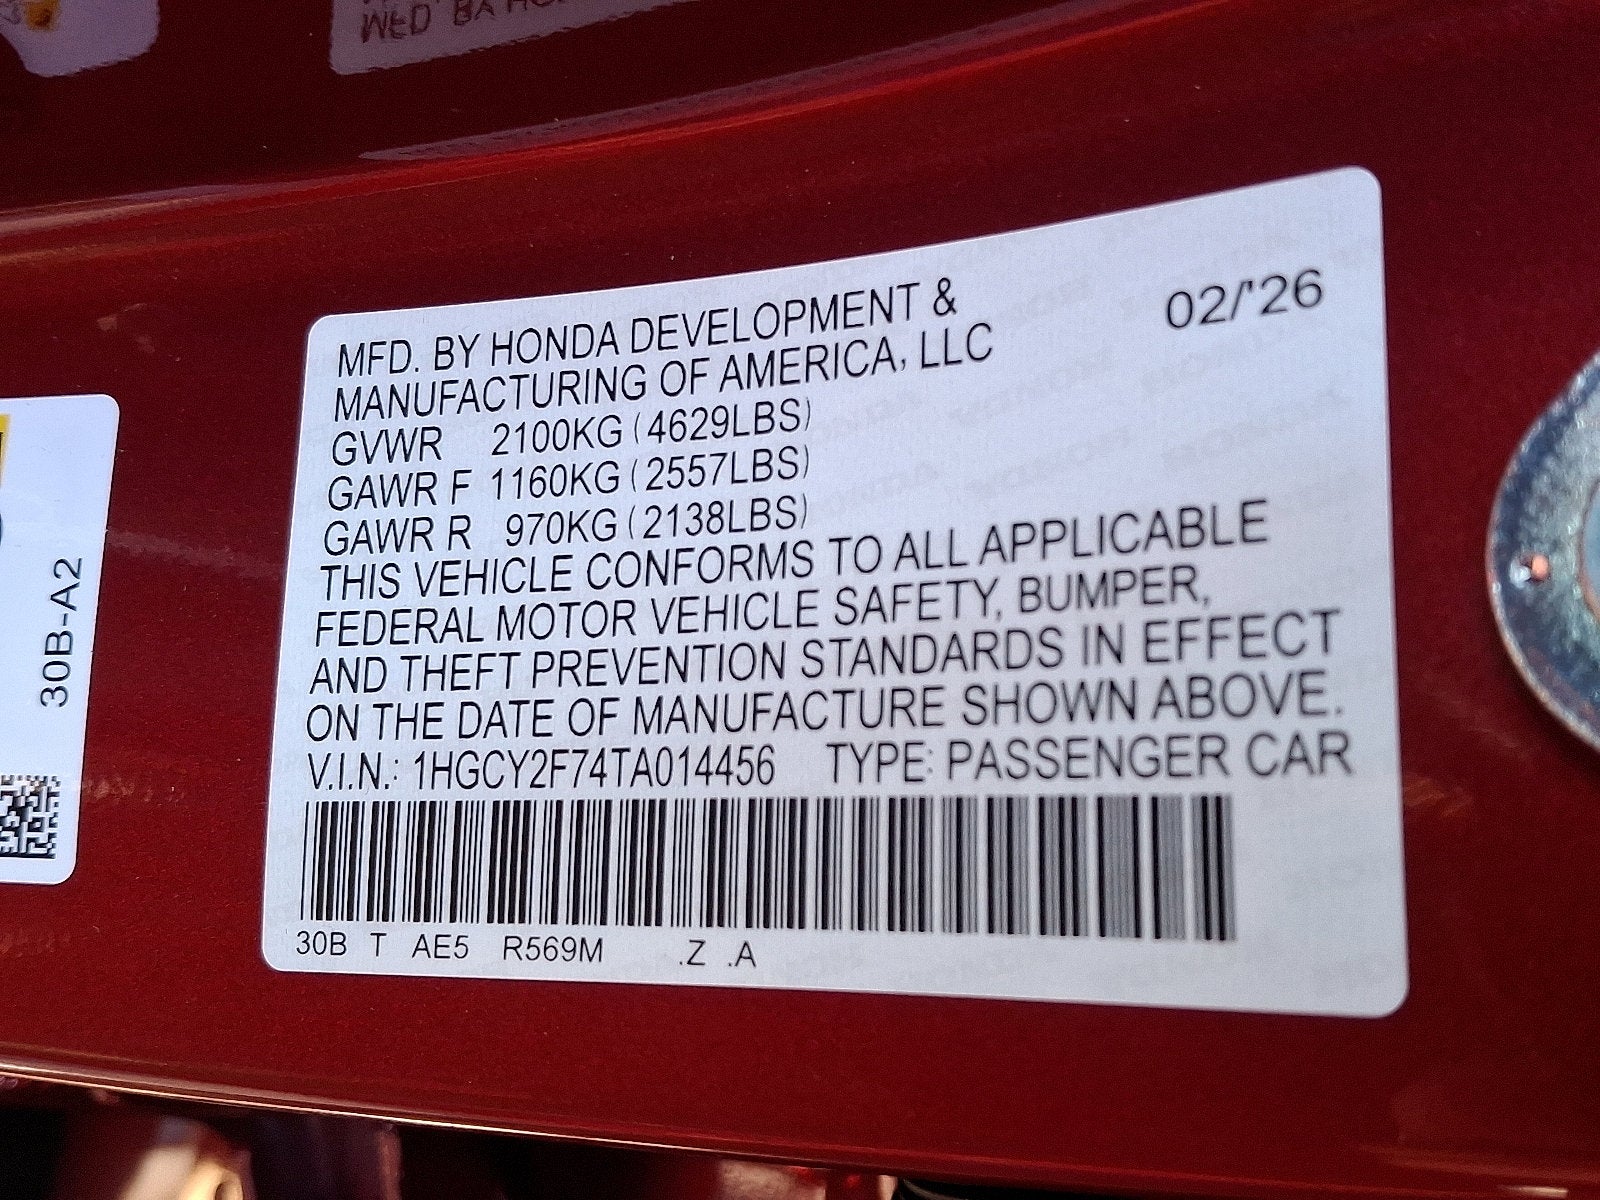 MFD. BY HONDA DEVELOPMENT &
MANUFACTURING OF AMERICA, LLC
02/'26
GVWR 2100KG (4629LBS)
GAWR F 1160KG (2557LBS)
GAWR R 970KG (2138LBS)
THIS VEHICLE CONFORMS TO ALL APPLICABLE
FEDERAL MOTOR VEHICLE SAFETY, BUMPER,
AND THEFT PREVENTION STANDARDS IN EFFECT
ON THE DATE OF MANUFACTURE SHOWN ABOVE.
V.I.N.: 1HGCY2F74TA014456 TYPE: PASSENGER CAR
30B T AE5 R569M .Z .A
30B-A2